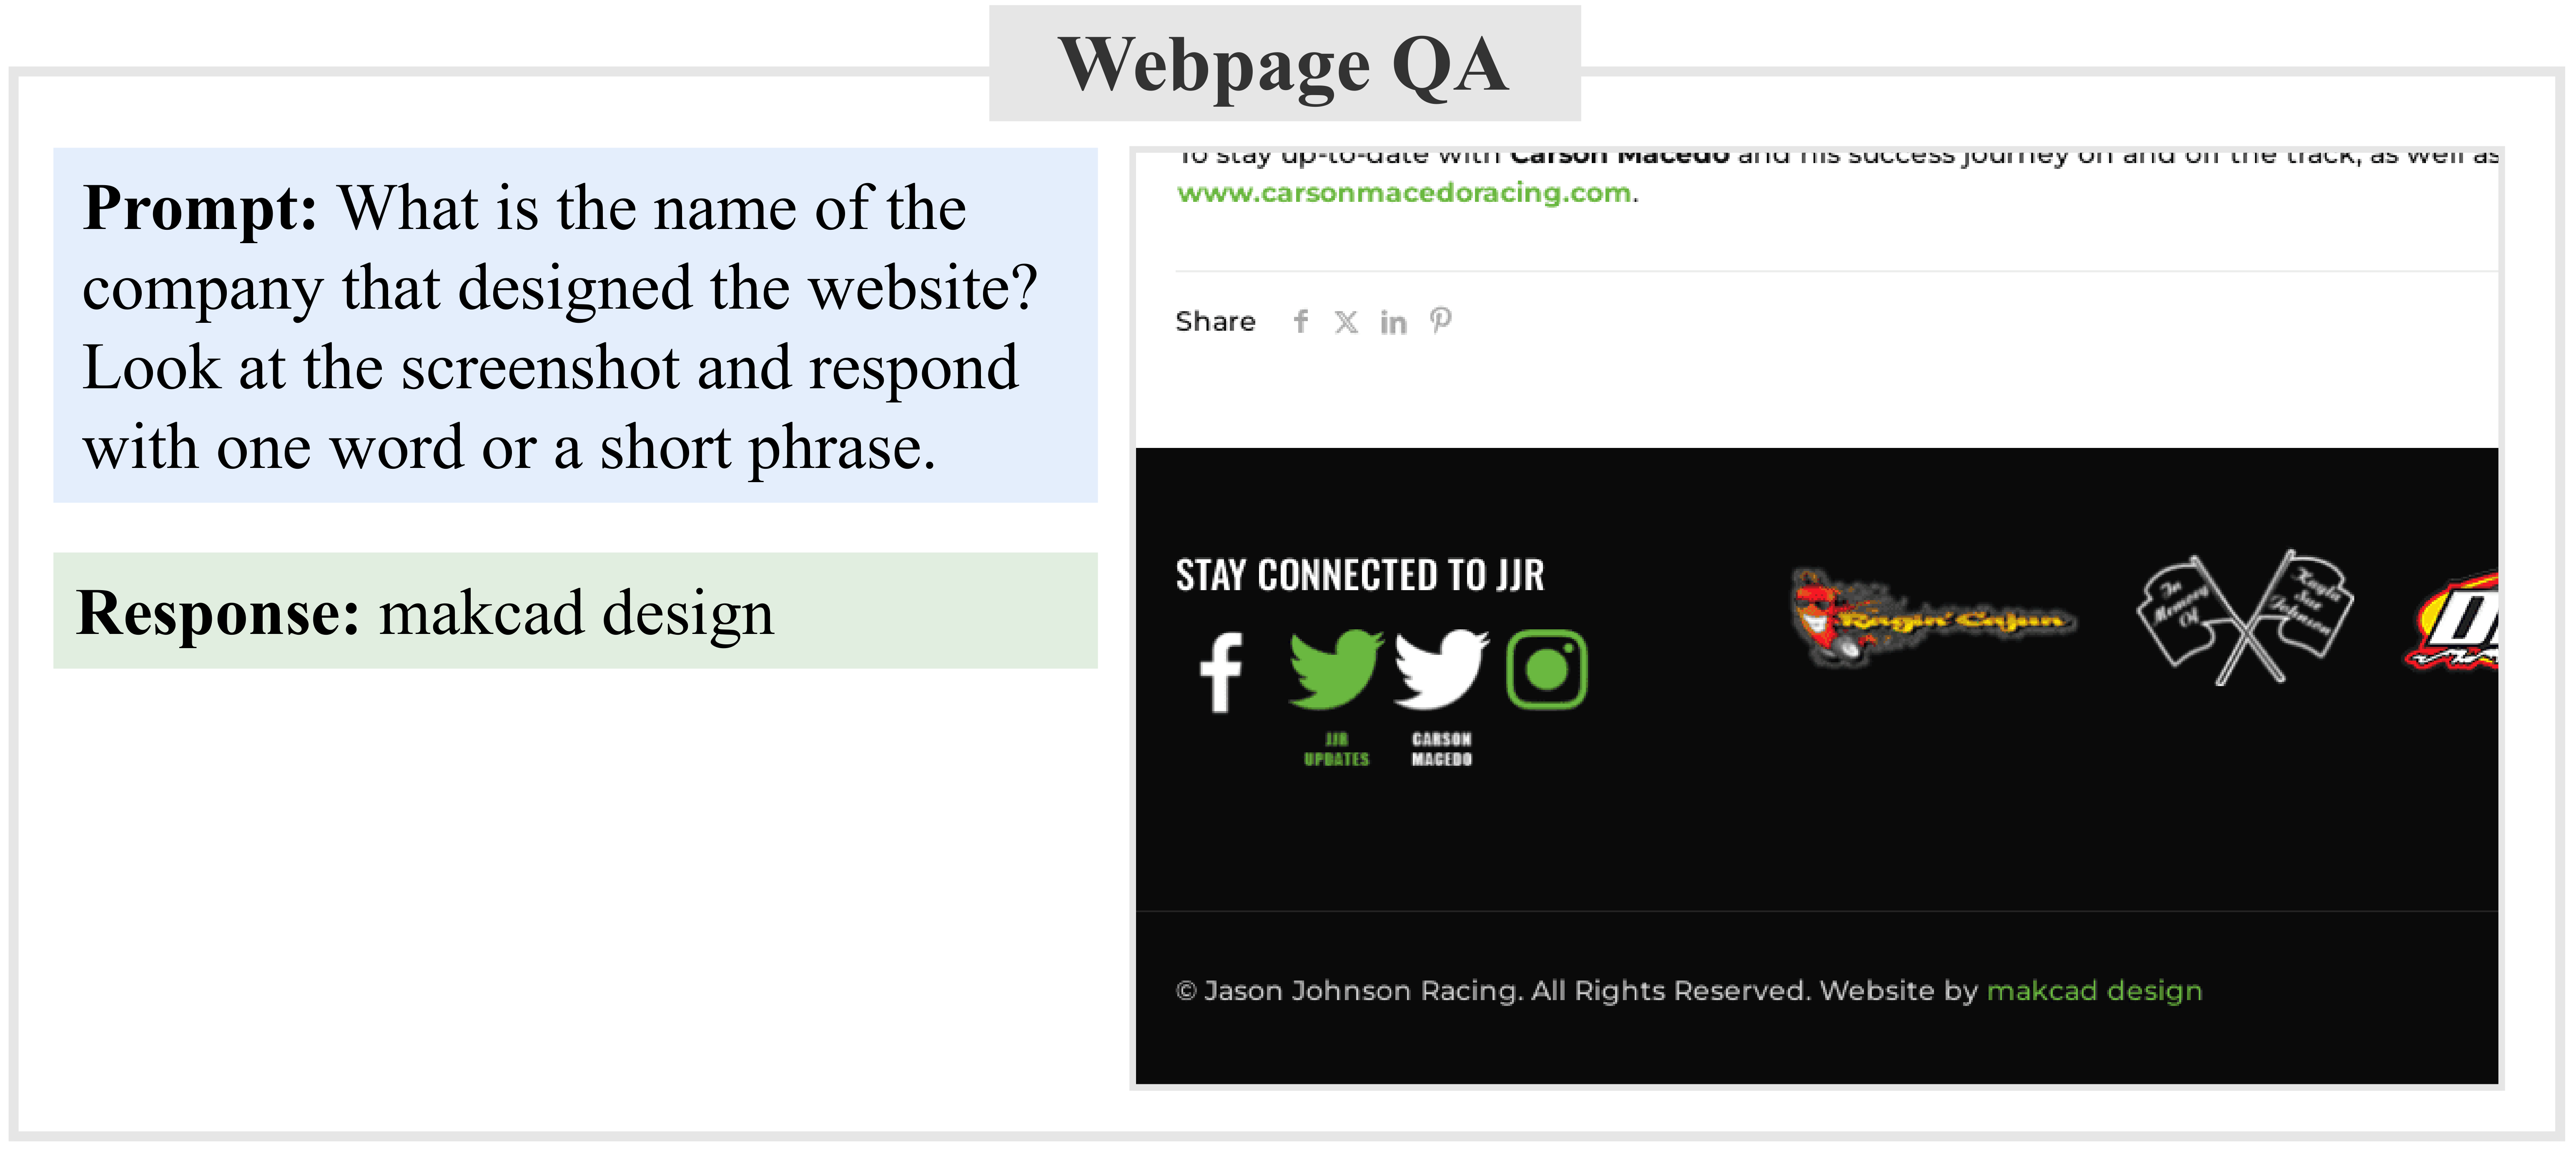 Webpage QA
Prompt: What is the name of the
company that designed the website?
Look at the screenshot and respond
with one word or a short phrase.
Response: makcad design
To stay up-to-date with Carson Macedo and his success journey on and off the track, as well as
www.carsonmacedoracing.com.
Share
STAY CONNECTED TO JJR
Ragin' Cajun
In Memory Of
Kayla Sue Johnson
JJR
UPDATES
CARSON
MACEDO
© Jason Johnson Racing. All Rights Reserved. Website by makcad design